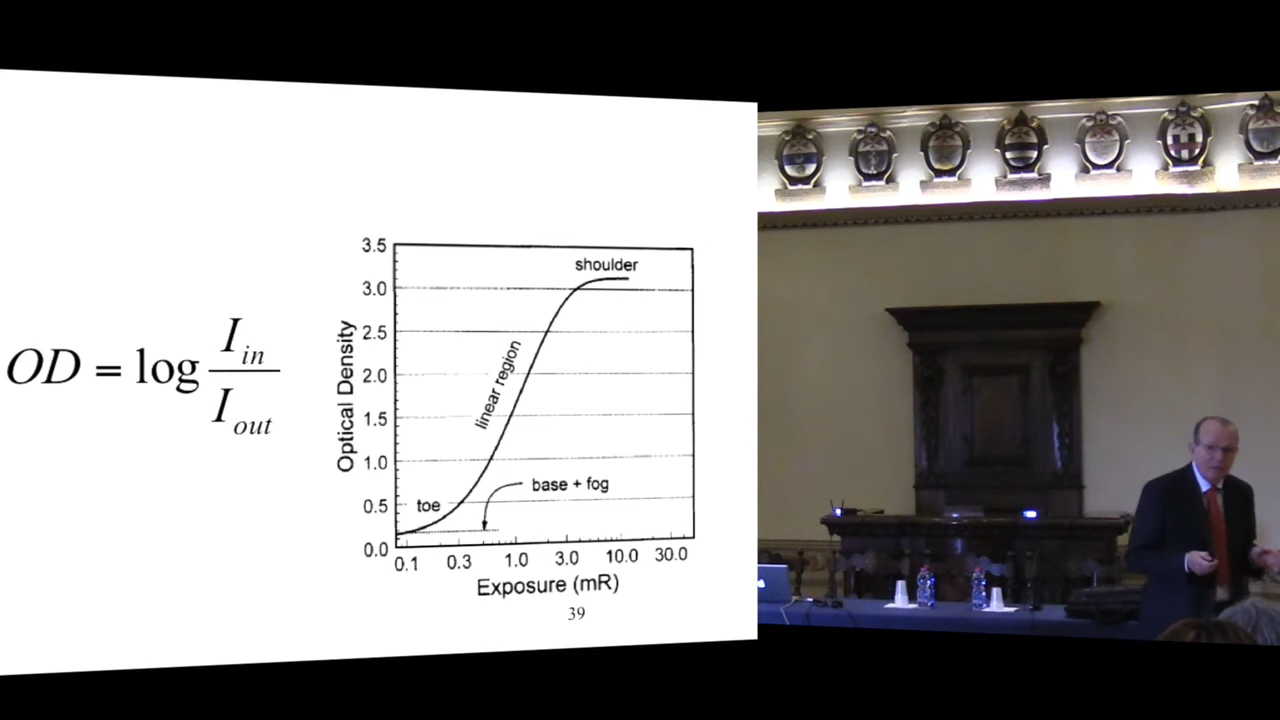 OD = log I_in / I_out
3.5
3.0
2.5
2.0
1.5
1.0
0.5
0.0
Optical Density
shoulder
linear region
toe
base + fog
0.1 0.3 1.0 3.0 10.0 30.0
Exposure (mR)
39